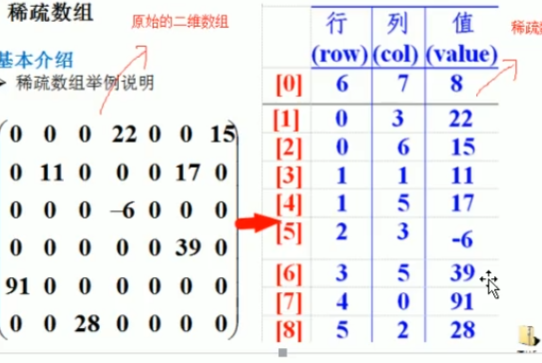 稀疏数组
原始的二维数组
基本介绍
稀疏数组举例说明
0 0 0 22 0 0 15
0 11 0 0 0 17 0
0 0 0 –6 0 0 0
0 0 0 0 0 39 0
91 0 0 0 0 0 0
0 0 28 0 0 0 0
行 列 值
(row) (col) (value)
稀疏
[0] 6 7 8
[1] 0 3 22
[2] 0 6 15
[3] 1 1 11
[4] 1 5 17
[5] 2 3 -6
[6] 3 5 39
[7] 4 0 91
[8] 5 2 28